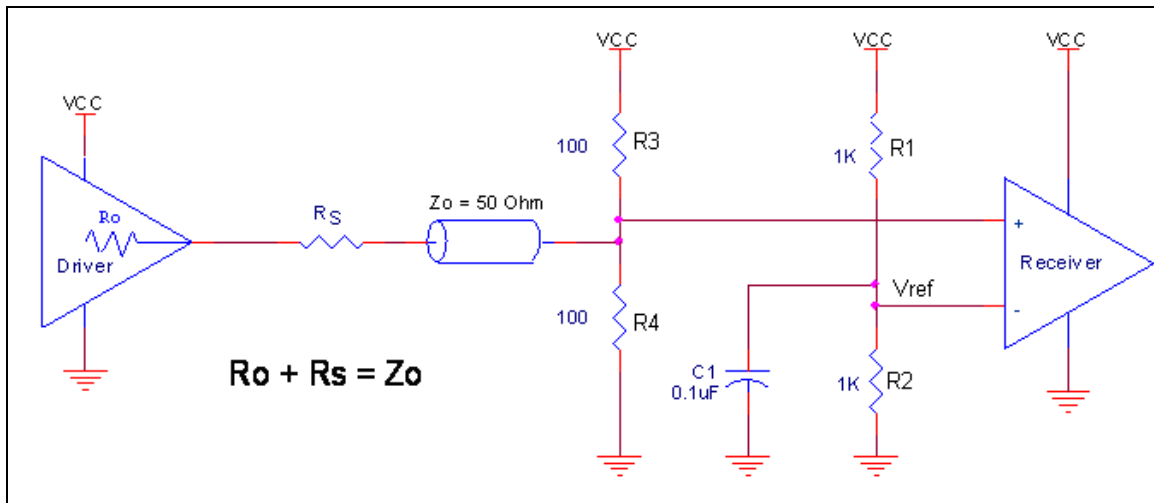 VCC
VCC
VCC
VCC
Ro
Driver
RS
Zo = 50 Ohm
100
R3
1K
R1
+
Receiver
Vref
-
100
R4
C1
0.1uF
1K
R2
Ro + Rs = Zo